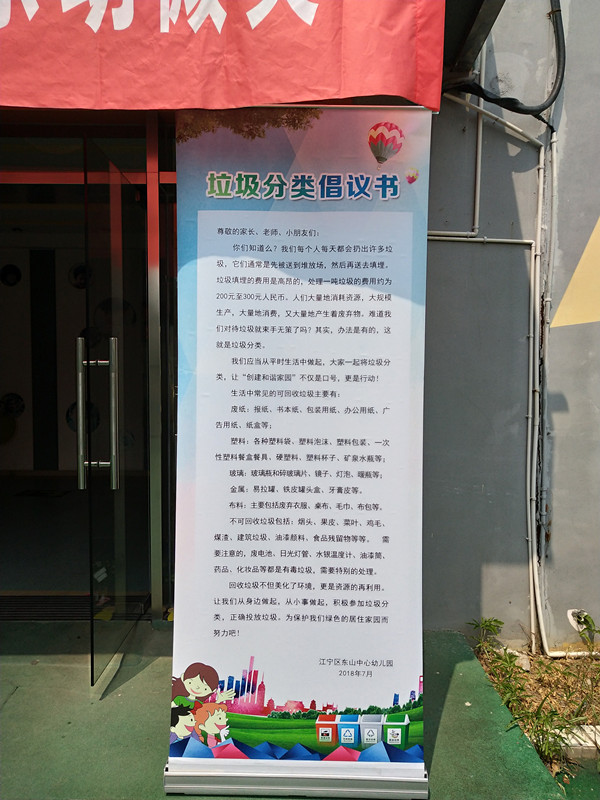 垃圾分类倡议书
尊敬的家长、老师、小朋友们：
你们知道么？我们每个人每天都会扔出许多垃
圾，它们通常是先被送到堆放场，然后再送去填埋。
垃圾填埋的费用是高昂的，处理一吨垃圾的费用约为
200元至300元人民币。人们大量地消耗资源，大规模
生产，大量地消费，又大量地产生着废弃物。难道我
们对待垃圾就束手无策了吗？其实，办法是有的，这
就是垃圾分类。
我们应当从平时生活中做起，大家一起将垃圾分
类，让“创建和谐家园”不仅是口号，更是行动！
生活中常见的可回收垃圾主要有：
废纸：报纸、书本纸、包装用纸、办公用纸、广
告用纸、纸盒等；
塑料：各种塑料袋、塑料泡沫、塑料包装、一次
性塑料餐盒餐具、硬塑料、塑料杯子、矿泉水瓶等；
玻璃：玻璃瓶和碎玻璃片、镜子、灯泡、暖瓶等；
金属：易拉罐、铁皮罐头盒、牙膏皮等。
布料：主要包括废弃衣服、桌布、毛巾、布包等。
不可回收垃圾包括：烟头、果皮、菜叶、鸡毛、
煤渣、建筑垃圾、油漆颜料、食品残留物等等。 需
要注意的，废电池、日光灯管、水银温度计、油漆筒、
药品、化妆品等都是有毒垃圾，需要特别的处理。
回收垃圾不但美化了环境，更是资源的再利用。
让我们从身边做起，从小事做起，积极参加垃圾分
类，正确投放垃圾。为保护我们绿色的居住家园而
努力吧！
江宁区东山中心幼儿园
2018年7月